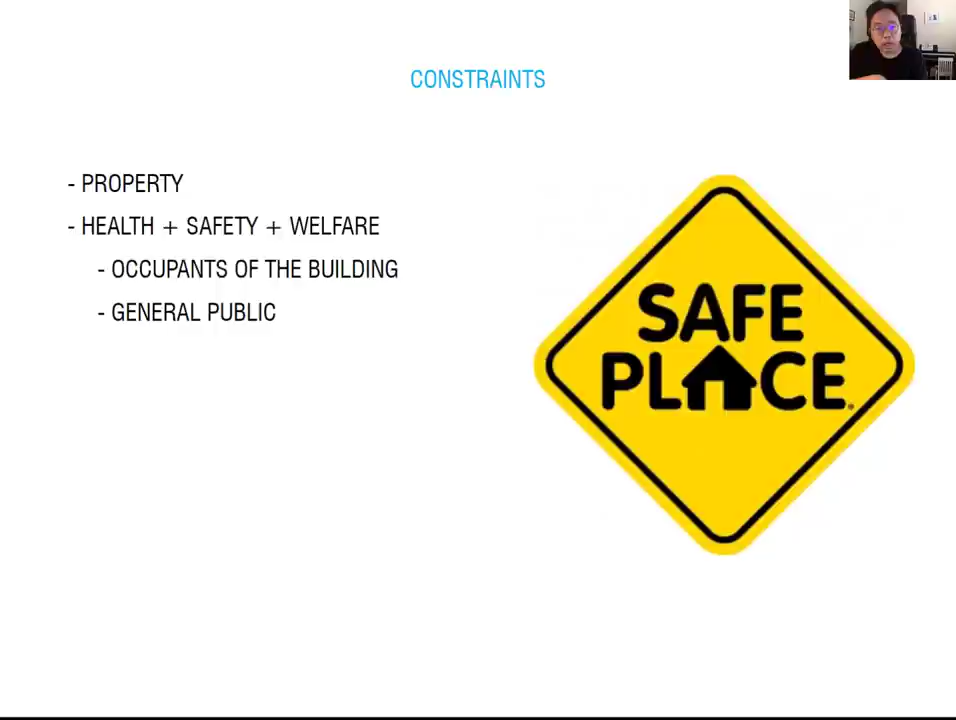 CONSTRAINTS
- PROPERTY
- HEALTH + SAFETY + WELFARE
- OCCUPANTS OF THE BUILDING
- GENERAL PUBLIC
SAFE
PLACE®